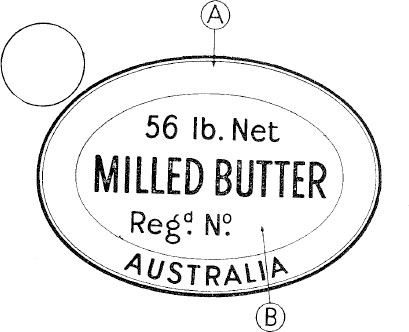 A
56 lb. Net
MILLED BUTTER
Regᵈ. Nº.
AUSTRALIA
B